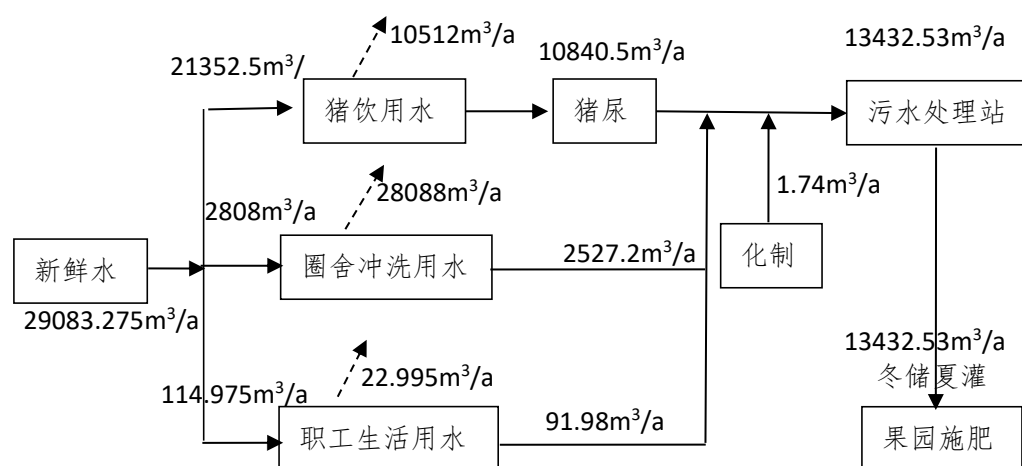 10512m³/a
10840.5m³/a
13432.53m³/a
21352.5m³/
猪饮用水
猪尿
污水处理站
1.74m³/a
28088m³/a
2808m³/a
2527.2m³/a
新鲜水
圈舍冲洗用水
化制
29083.275m³/a
13432.53m³/a
冬储夏灌
22.995m³/a
114.975m³/a
91.98m³/a
职工生活用水
果园施肥